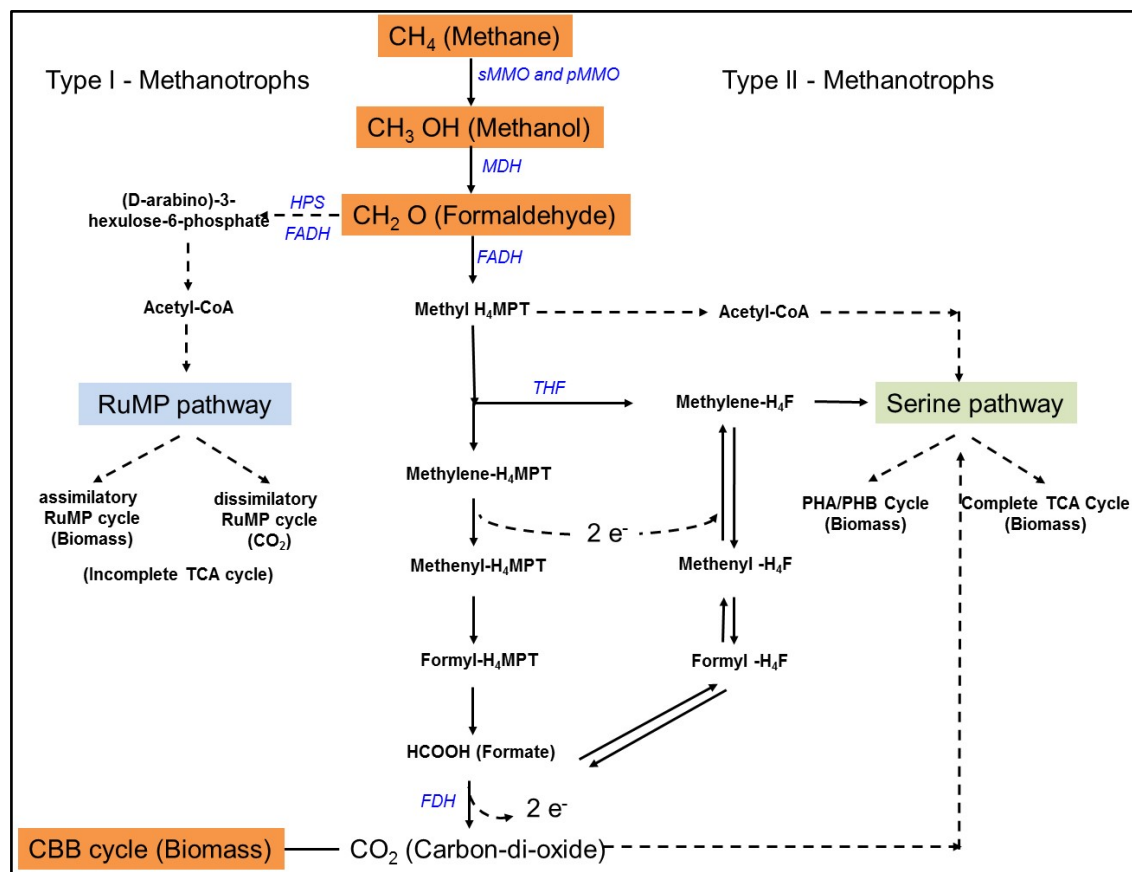 CH₄ (Methane)
Type I - Methanotrophs
sMMO and pMMO
Type II - Methanotrophs
CH₃ OH (Methanol)
MDH
(D-arabino)-3-
hexulose-6-phosphate
HPS
FADH
CH₂ O (Formaldehyde)
FADH
Acetyl-CoA
Methyl H₄MPT
Acetyl-CoA
RuMP pathway
THF
Methylene-H₄F
Serine pathway
Methylene-H₄MPT
assimilatory
RuMP cycle
(Biomass)
dissimilatory
RuMP cycle
(CO₂)
(Incomplete TCA cycle)
2 e⁻
PHA/PHB Cycle
(Biomass)
Complete TCA Cycle
(Biomass)
Methenyl-H₄MPT
Methenyl -H₄F
Formyl-H₄MPT
Formyl -H₄F
HCOOH (Formate)
FDH
2 e⁻
CBB cycle (Biomass)
CO₂ (Carbon-di-oxide)